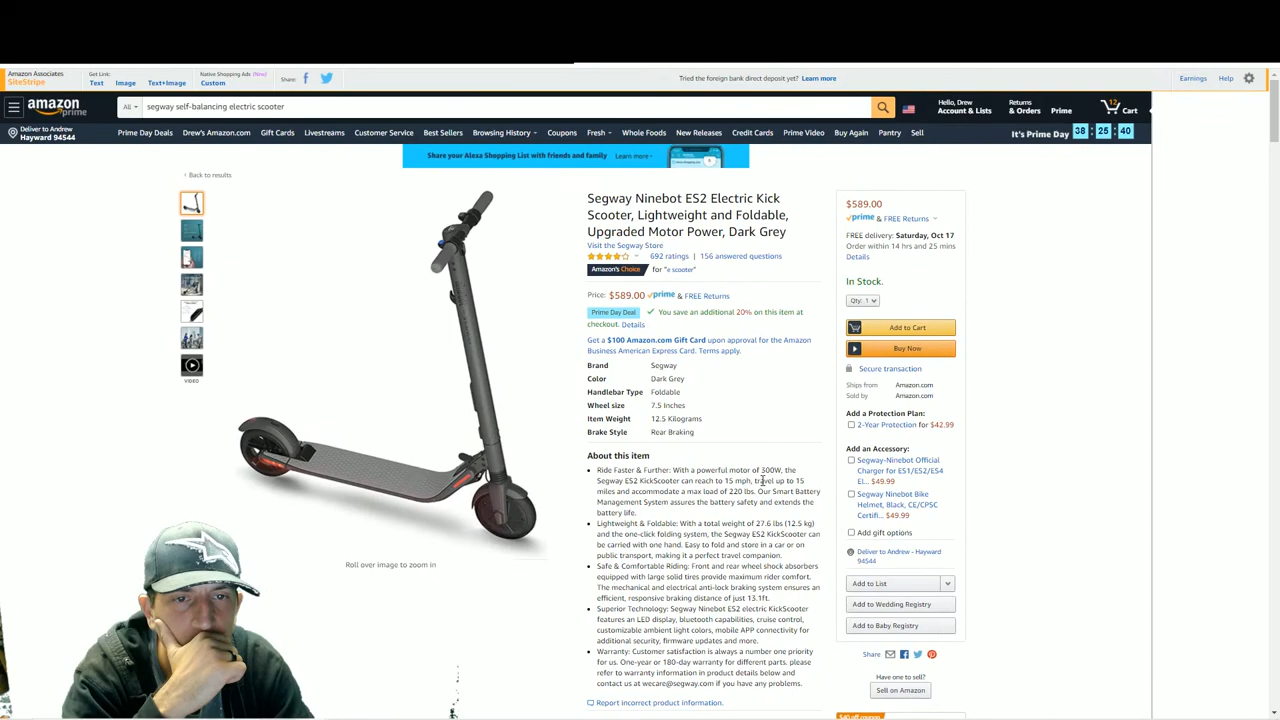 Amazon Associates
SiteStripe
Get Link:
Text
Image
Text+Image
Native Shopping Ads (New)
Custom
Share:
Tried the foreign bank direct deposit yet? Learn more
Earnings
Help
amazon
prime
All
segway self-balancing electric scooter
Hello, Drew
Account & Lists
Returns
& Orders
Prime
12
Cart
Deliver to Andrew
Hayward 94544
Prime Day Deals
Drew's Amazon.com
Gift Cards
Livestreams
Customer Service
Best Sellers
Browsing History
Coupons
Fresh
Whole Foods
New Releases
Credit Cards
Prime Video
Buy Again
Pantry
Sell
It's Prime Day 38 : 25 : 40
Share your Alexa Shopping List with friends and family Learn more ›
‹ Back to results
VIDEO
Roll over image to zoom in
Segway Ninebot ES2 Electric Kick
Scooter, Lightweight and Foldable,
Upgraded Motor Power, Dark Grey
Visit the Segway Store
692 ratings | 156 answered questions
Amazon's Choice for "e scooter"
Price: $589.00 prime & FREE Returns
Prime Day Deal You save an additional 20% on this item at
checkout. Details
Get a $100 Amazon.com Gift Card upon approval for the Amazon
Business American Express Card. Terms apply.
Brand Segway
Color Dark Grey
Handlebar Type Foldable
Wheel size 7.5 Inches
Item Weight 12.5 Kilograms
Brake Style Rear Braking
About this item
• Ride Faster & Further: With a powerful motor of 300W, the
Segway ES2 KickScooter can reach to 15 mph, travel up to 15
miles and accommodate a max load of 220 lbs. Our Smart Battery
Management System assures the battery safety and extends the
battery life.
• Lightweight & Foldable: With a total weight of 27.6 lbs (12.5 kg)
and the one-click folding system, the Segway ES2 KickScooter can
be carried with one hand. Easy to fold and store in a car or on
public transport, making it a perfect travel companion.
• Safe & Comfortable Riding: Front and rear wheel shock absorbers
equipped with large solid tires provide maximum rider comfort.
The mechanical and electrical anti-lock braking system ensures an
efficient, responsive braking distance of just 13.1ft.
• Superior Technology: Segway Ninebot ES2 electric KickScooter
features an LED display, bluetooth capabilities, cruise control,
customizable ambient light colors, mobile APP connectivity for
additional security, firmware updates and more.
• Warranty: Customer satisfaction is always a number one priority
for us. One-year or 180-day warranty for different parts. please
refer to warranty information in product details below and
contact us at wecare@segway.com if you have any problems.
Report incorrect product information.
$589.00
prime & FREE Returns
FREE delivery: Saturday, Oct 17
Order within 14 hrs and 25 mins
Details
In Stock.
Qty: 1
Add to Cart
Buy Now
Secure transaction
Ships from Amazon.com
Sold by Amazon.com
Add a Protection Plan:
2-Year Protection for $42.99
Add an Accessory:
Segway-Ninebot Official
Charger for ES1/ES2/ES4
El... $49.99
Segway Ninebot Bike
Helmet, Black, CE/CPSC
Certifi... $49.99
Add gift options
Deliver to Andrew - Hayward
94544
Add to List
Add to Wedding Registry
Add to Baby Registry
Share
Have one to sell?
Sell on Amazon
$40 off coupon